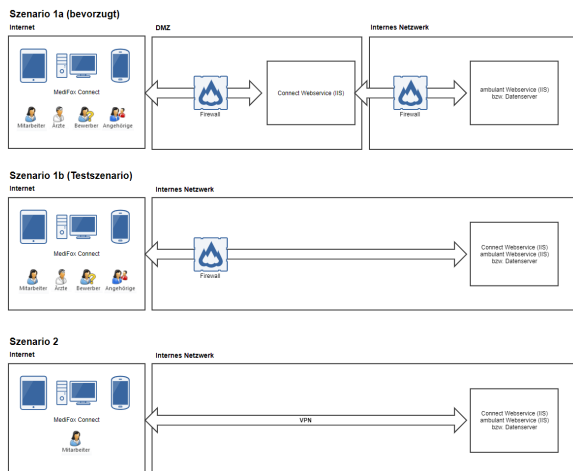 Szenario 1a (bevorzugt)
Internet
DMZ
Internes Netzwerk
MediFox Connect
Mitarbeiter
Ärzte
Bewerber
Angehörige
Firewall
Connect Webservice (IIS)
Firewall
ambulant Webservice (IIS)
bzw. Datenserver
Szenario 1b (Testszenario)
Internet
Internes Netzwerk
MediFox Connect
Mitarbeiter
Ärzte
Bewerber
Angehörige
Firewall
Connect Webservice (IIS)
ambulant Webservice (IIS)
bzw. Datenserver
Szenario 2
Internet
Internes Netzwerk
MediFox Connect
Mitarbeiter
VPN
Connect Webservice (IIS)
ambulant Webservice (IIS)
bzw. Datenserver